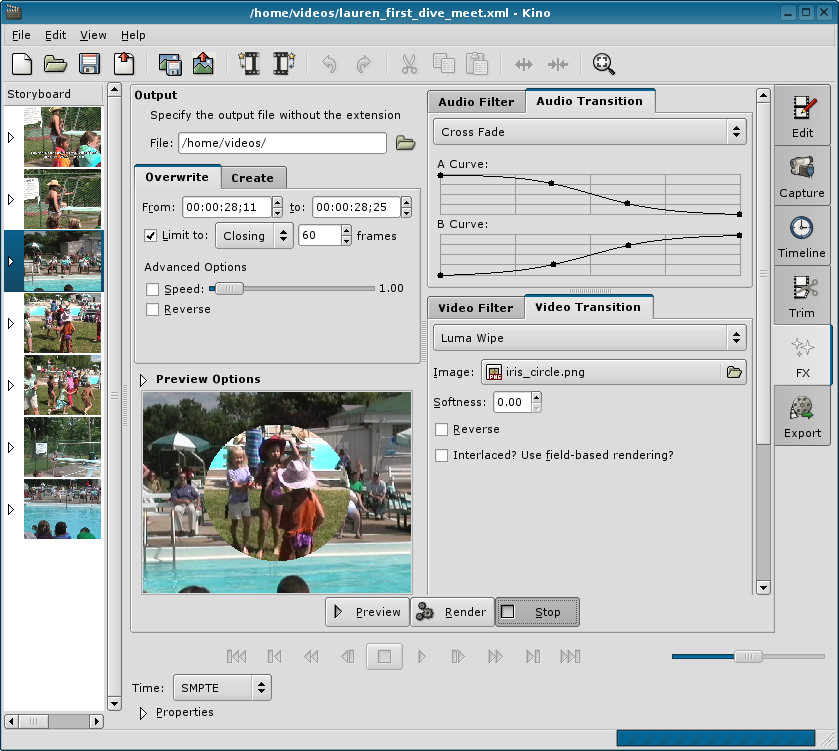 /home/videos/lauren_first_dive_meet.xml - Kino
File Edit View Help
Storyboard
Output
Specify the output file without the extension
File: /home/videos/
Overwrite Create
From: 00:00:28;11 to: 00:00:28;25
Limit to: Closing 60 frames
Advanced Options
Speed: 1.00
Reverse
Preview Options
Audio Filter Audio Transition
Cross Fade
A Curve:
B Curve:
Video Filter Video Transition
Luma Wipe
Image: iris_circle.png
Softness: 0.00
Reverse
Interlaced? Use field-based rendering?
Edit
Capture
Timeline
Trim
FX
Export
Preview Render Stop
Time: SMPTE
Properties